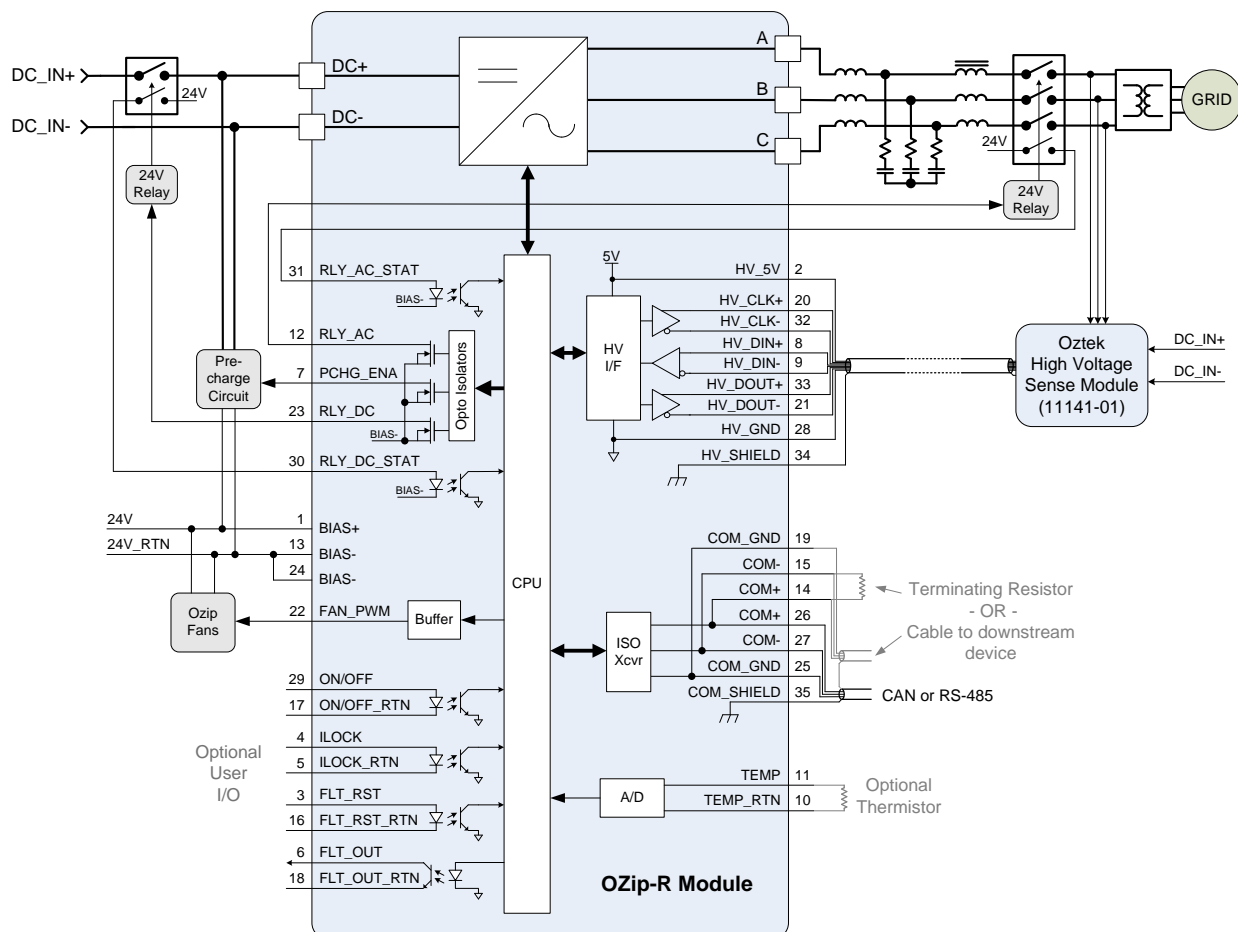 DC_IN+
24V
DC_IN-
24V
Relay
DC+
DC-
A
B
C
24V
24V
Relay
GRID
31 RLY_AC_STAT
BIAS-
12 RLY_AC
7 PCHG_ENA
23 RLY_DC
BIAS-
30 RLY_DC_STAT
BIAS-
Pre-
charge
Circuit
Opto Isolators
24V
1 BIAS+
24V_RTN
13 BIAS-
24 BIAS-
Ozip
Fans
22 FAN_PWM
Buffer
CPU
29 ON/OFF
17 ON/OFF_RTN
4 ILOCK
5 ILOCK_RTN
3 FLT_RST
16 FLT_RST_RTN
6 FLT_OUT
18 FLT_OUT_RTN
Optional
User
I/O
5V
HV
I/F
HV_5V 2
HV_CLK+ 20
HV_CLK- 32
HV_DIN+ 8
HV_DIN- 9
HV_DOUT+ 33
HV_DOUT- 21
HV_GND 28
HV_SHIELD 34
Oztek
High Voltage
Sense Module
(11141-01)
DC_IN+
DC_IN-
ISO
Xcvr
COM_GND 19
COM- 15
COM+ 14
COM+ 26
COM- 27
COM_GND 25
COM_SHIELD 35
Terminating Resistor
- OR -
Cable to downstream
device
CAN or RS-485
A/D
TEMP 11
TEMP_RTN 10
Optional
Thermistor
OZip-R Module